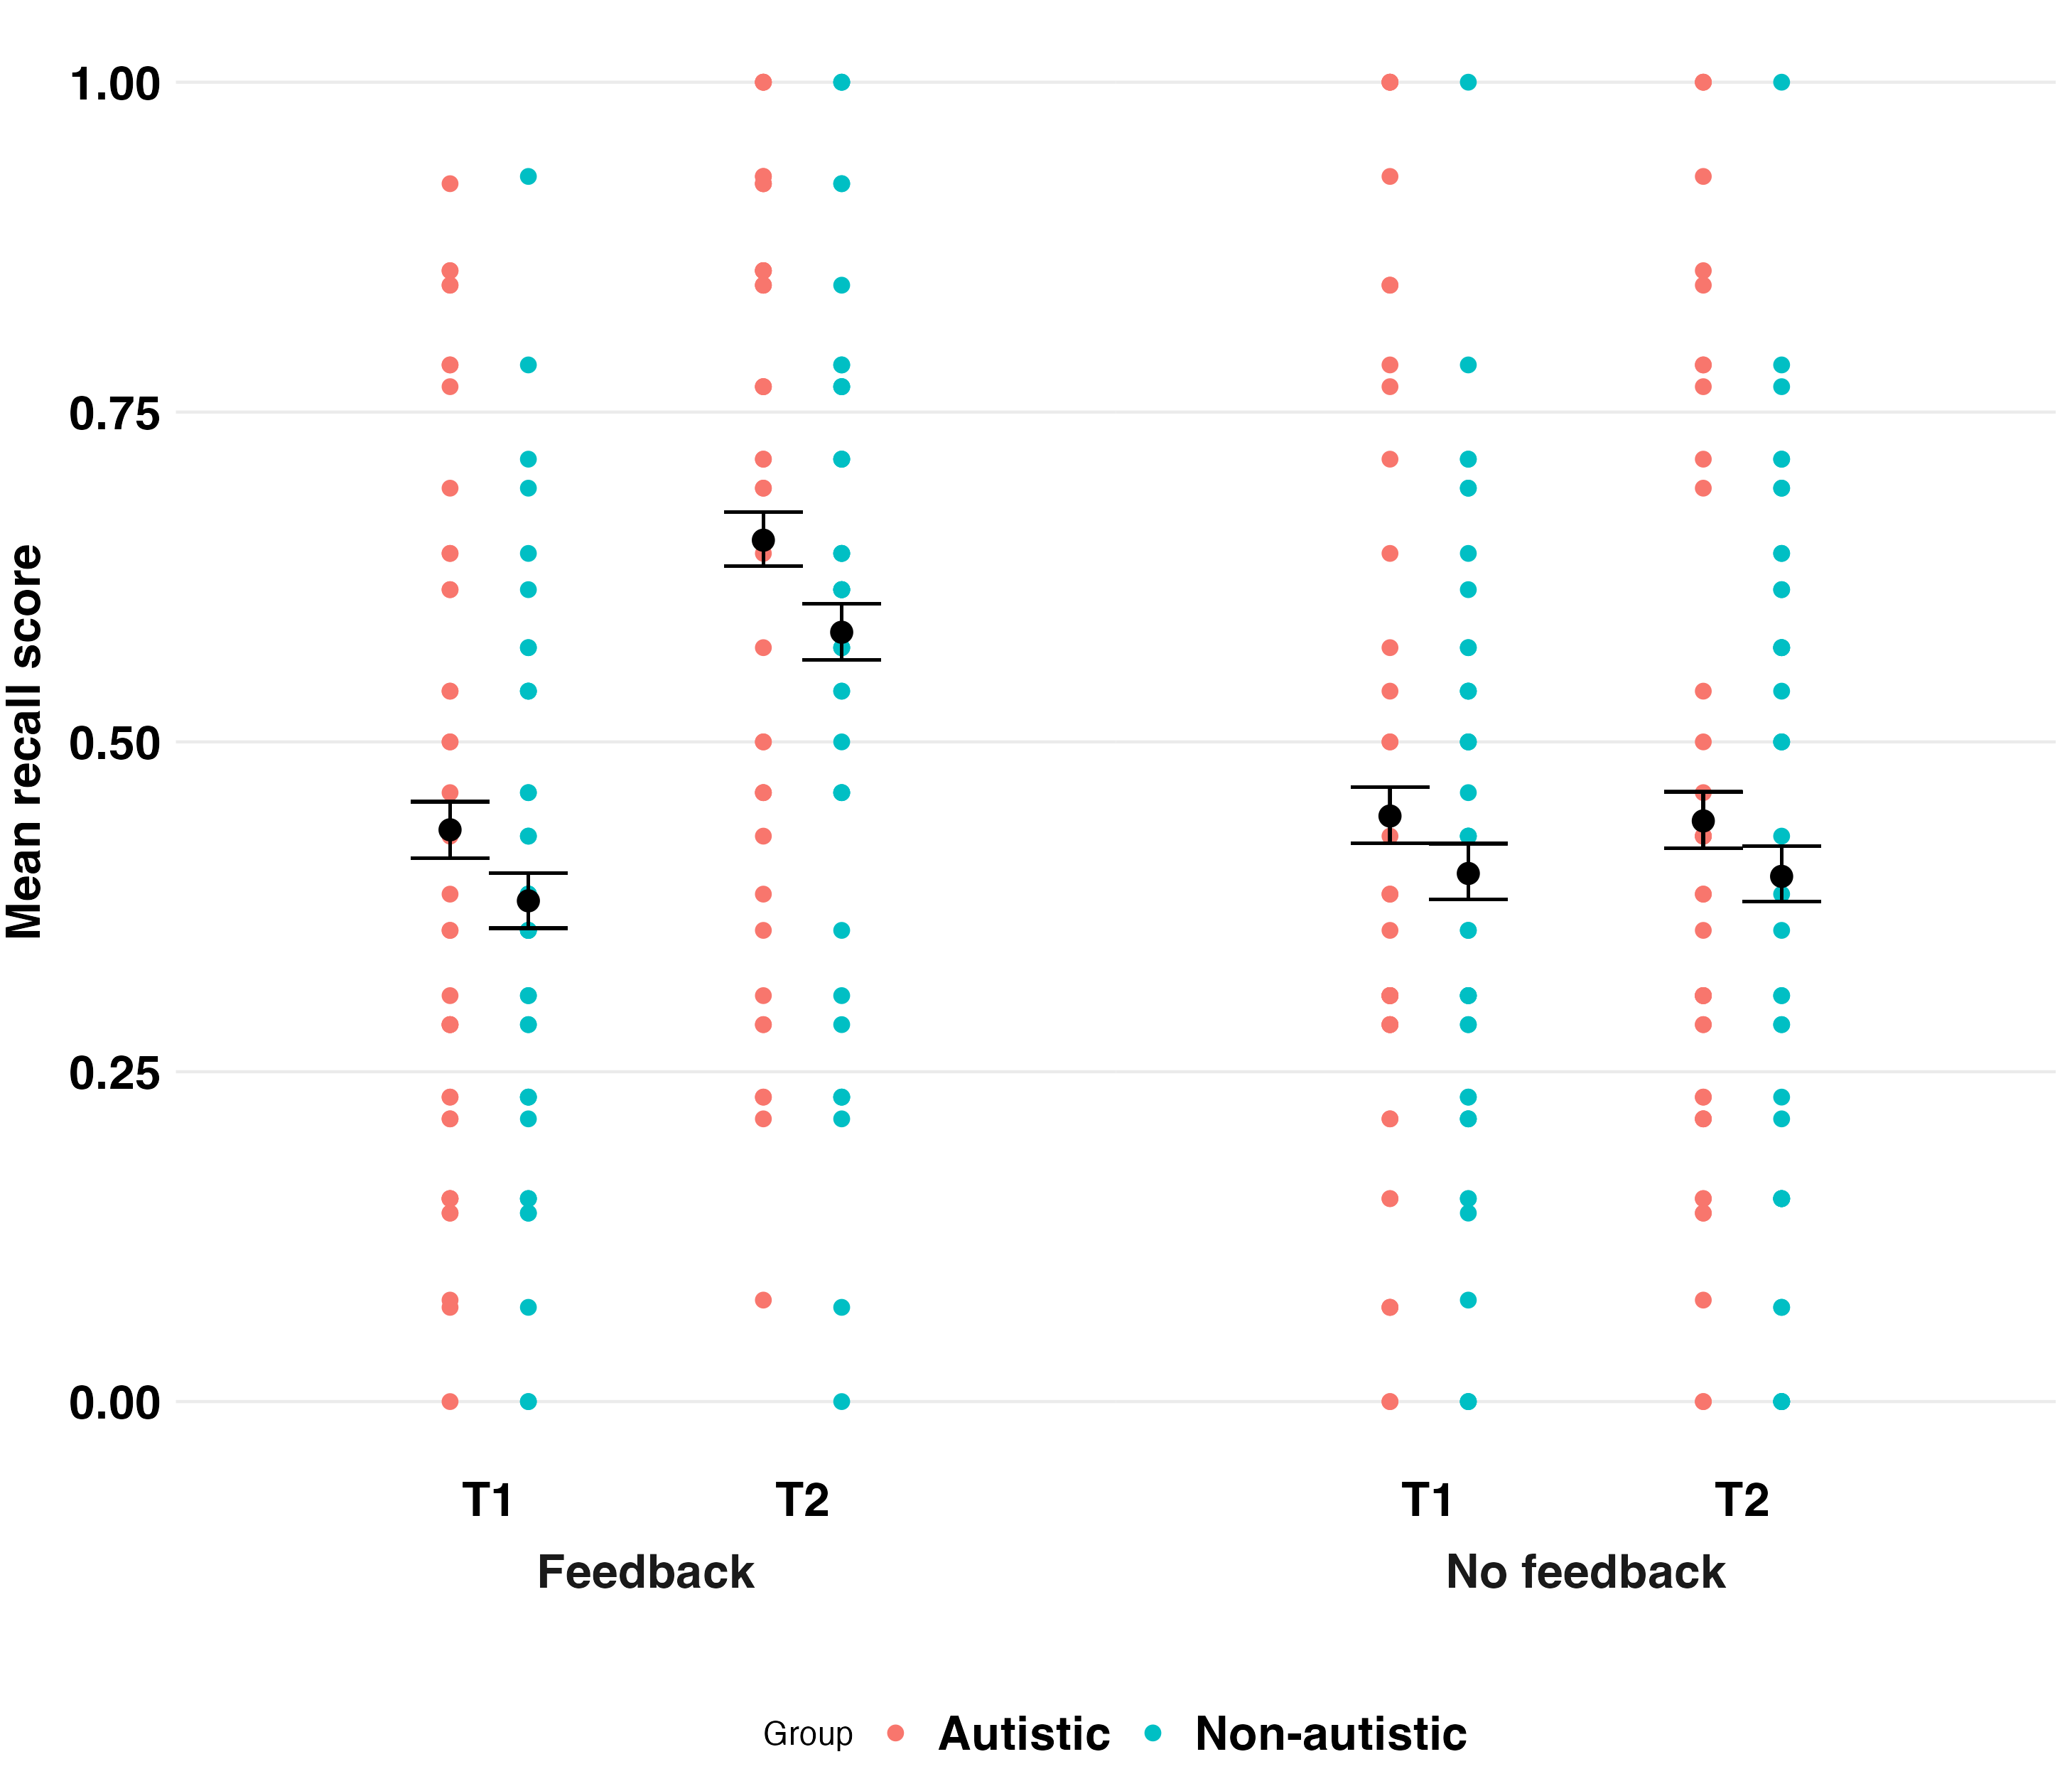 Mean recall score
1.00
0.75
0.50
0.25
0.00
T1 T2 T1 T2
Feedback No feedback
Group Autistic Non-autistic